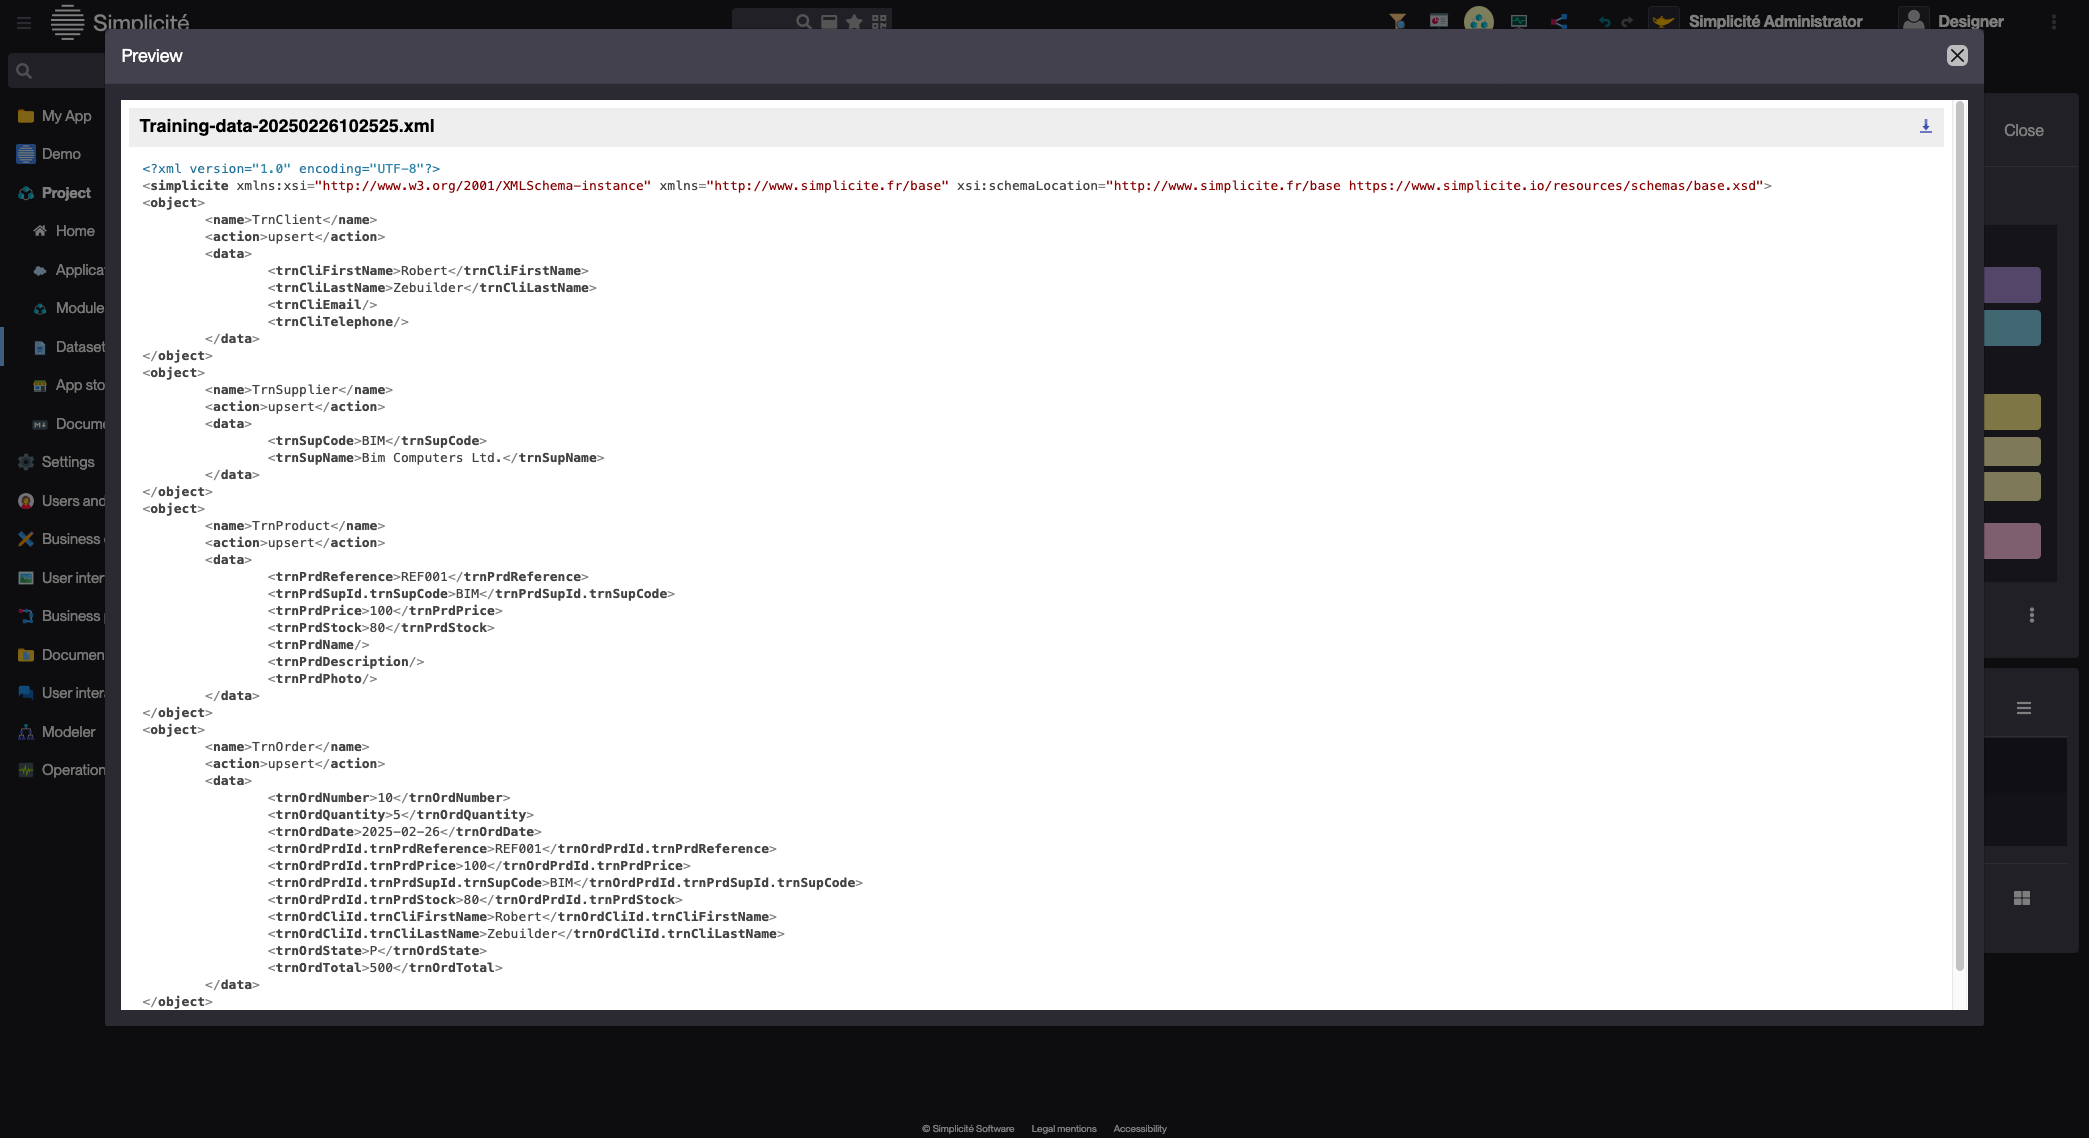 Simplicité
Simplicité Administrator
Designer
Preview
My App
Demo
Project
Home
Applica
Module
Dataset
App sto
Docume
Settings
Users and
Business
User inter
Business
Documen
User inter
Modeler
Operation
Close
Training-data-20250226102525.xml
<?xml version="1.0" encoding="UTF-8"?>
<simplicite xmlns:xsi="http://www.w3.org/2001/XMLSchema-instance" xmlns="http://www.simplicite.fr/base" xsi:schemaLocation="http://www.simplicite.fr/base https://www.simplicite.io/resources/schemas/base.xsd">
<object>
<name>TrnClient</name>
<action>upsert</action>
<data>
<trnCliFirstName>Robert</trnCliFirstName>
<trnCliLastName>Zebuilder</trnCliLastName>
<trnCliEmail/>
<trnCliTelephone/>
</data>
</object>
<object>
<name>TrnSupplier</name>
<action>upsert</action>
<data>
<trnSupCode>BIM</trnSupCode>
<trnSupName>Bim Computers Ltd.</trnSupName>
</data>
</object>
<object>
<name>TrnProduct</name>
<action>upsert</action>
<data>
<trnPrdReference>REF001</trnPrdReference>
<trnPrdSupId.trnSupCode>BIM</trnPrdSupId.trnSupCode>
<trnPrdPrice>100</trnPrdPrice>
<trnPrdStock>80</trnPrdStock>
<trnPrdName/>
<trnPrdDescription/>
<trnPrdPhoto/>
</data>
</object>
<object>
<name>TrnOrder</name>
<action>upsert</action>
<data>
<trnOrdNumber>10</trnOrdNumber>
<trnOrdQuantity>5</trnOrdQuantity>
<trnOrdDate>2025-02-26</trnOrdDate>
<trnOrdPrdId.trnPrdReference>REF001</trnOrdPrdId.trnPrdReference>
<trnOrdPrdId.trnPrdPrice>100</trnOrdPrdId.trnPrdPrice>
<trnOrdPrdId.trnPrdSupId.trnSupCode>BIM</trnOrdPrdId.trnPrdSupId.trnSupCode>
<trnOrdPrdId.trnPrdStock>80</trnOrdPrdId.trnPrdStock>
<trnOrdCliId.trnCliFirstName>Robert</trnOrdCliId.trnCliFirstName>
<trnOrdCliId.trnCliLastName>Zebuilder</trnOrdCliId.trnCliLastName>
<trnOrdState>P</trnOrdState>
<trnOrdTotal>500</trnOrdTotal>
</data>
</object>
© Simplicité Software Legal mentions Accessibility